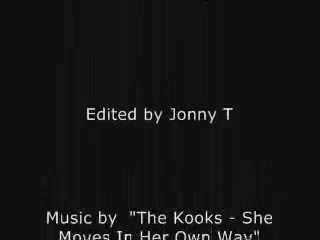 Edited by Jonny T
Music by "The Kooks - She
Moves In Her Own Way"